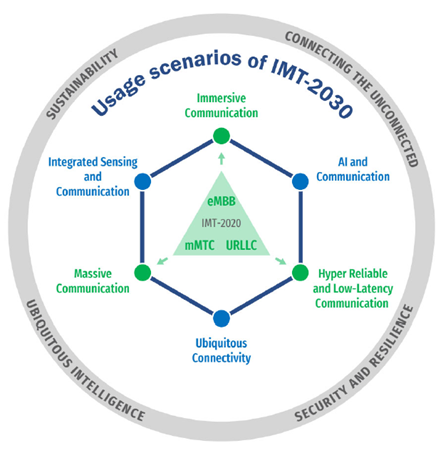 SUSTAINABILITY
CONNECTING THE UNCONNECTED
Usage scenarios of IMT-2030
Immersive
Communication
Integrated Sensing
and
Communication
AI and
Communication
eMBB
IMT-2020
mMTC URLLC
Massive
Communication
Hyper Reliable
and Low-Latency
Communication
Ubiquitous
Connectivity
UBIQUITOUS INTELLIGENCE
SECURITY AND RESILIENCE